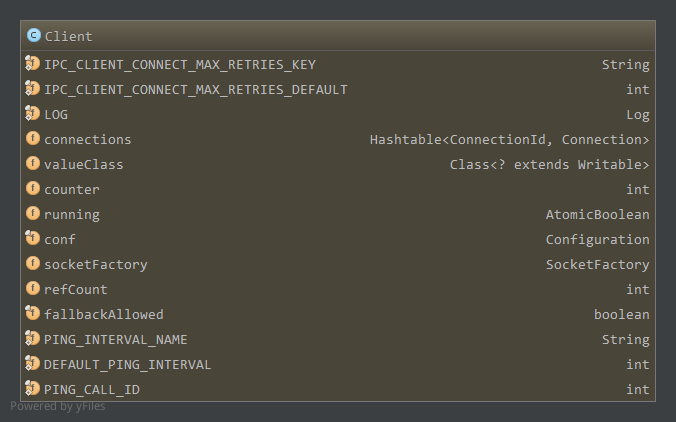 Client
IPC_CLIENT_CONNECT_MAX_RETRIES_KEY String
IPC_CLIENT_CONNECT_MAX_RETRIES_DEFAULT int
LOG Log
connections Hashtable<ConnectionId, Connection>
valueClass Class<? extends Writable>
counter int
running AtomicBoolean
conf Configuration
socketFactory SocketFactory
refCount int
fallbackAllowed boolean
PING_INTERVAL_NAME String
DEFAULT_PING_INTERVAL int
PING_CALL_ID int
Powered by yFiles